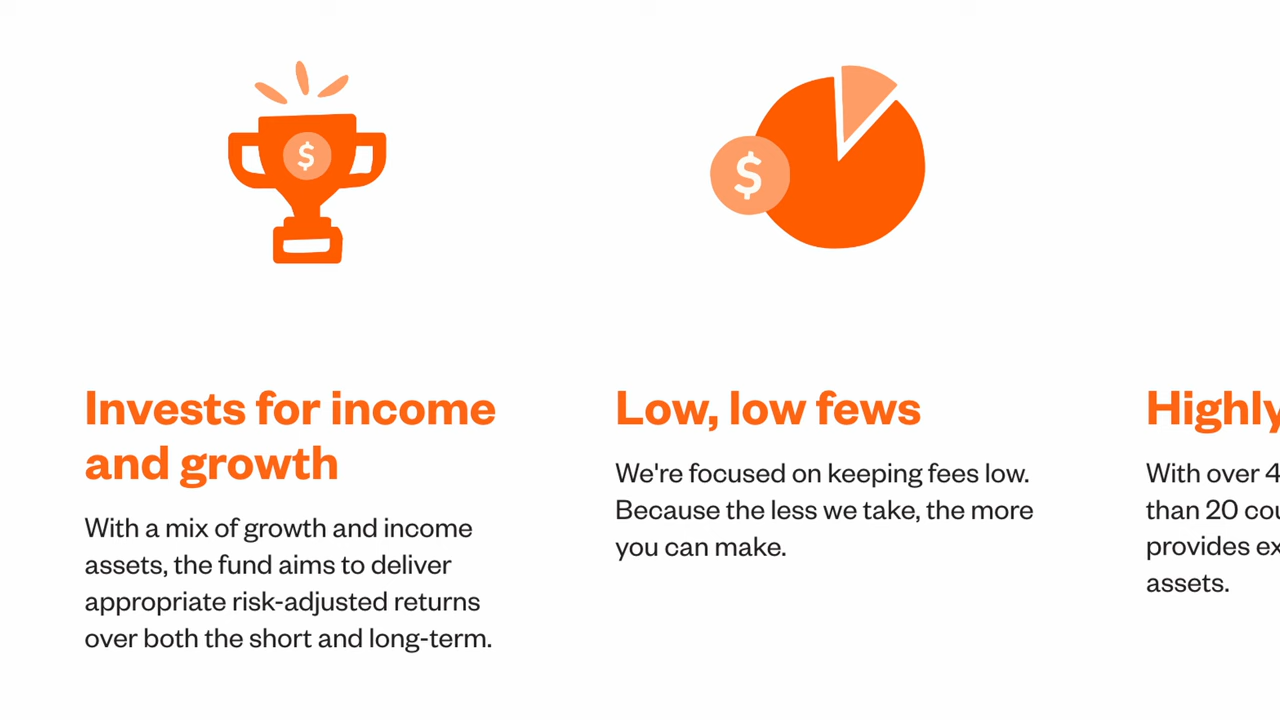 $
$
Invests for income
and growth
With a mix of growth and income
assets, the fund aims to deliver
appropriate risk-adjusted returns
over both the short and long-term.
Low, low fews
We're focused on keeping fees low.
Because the less we take, the more
you can make.
Highly
With over 4
than 20
provides
assets.